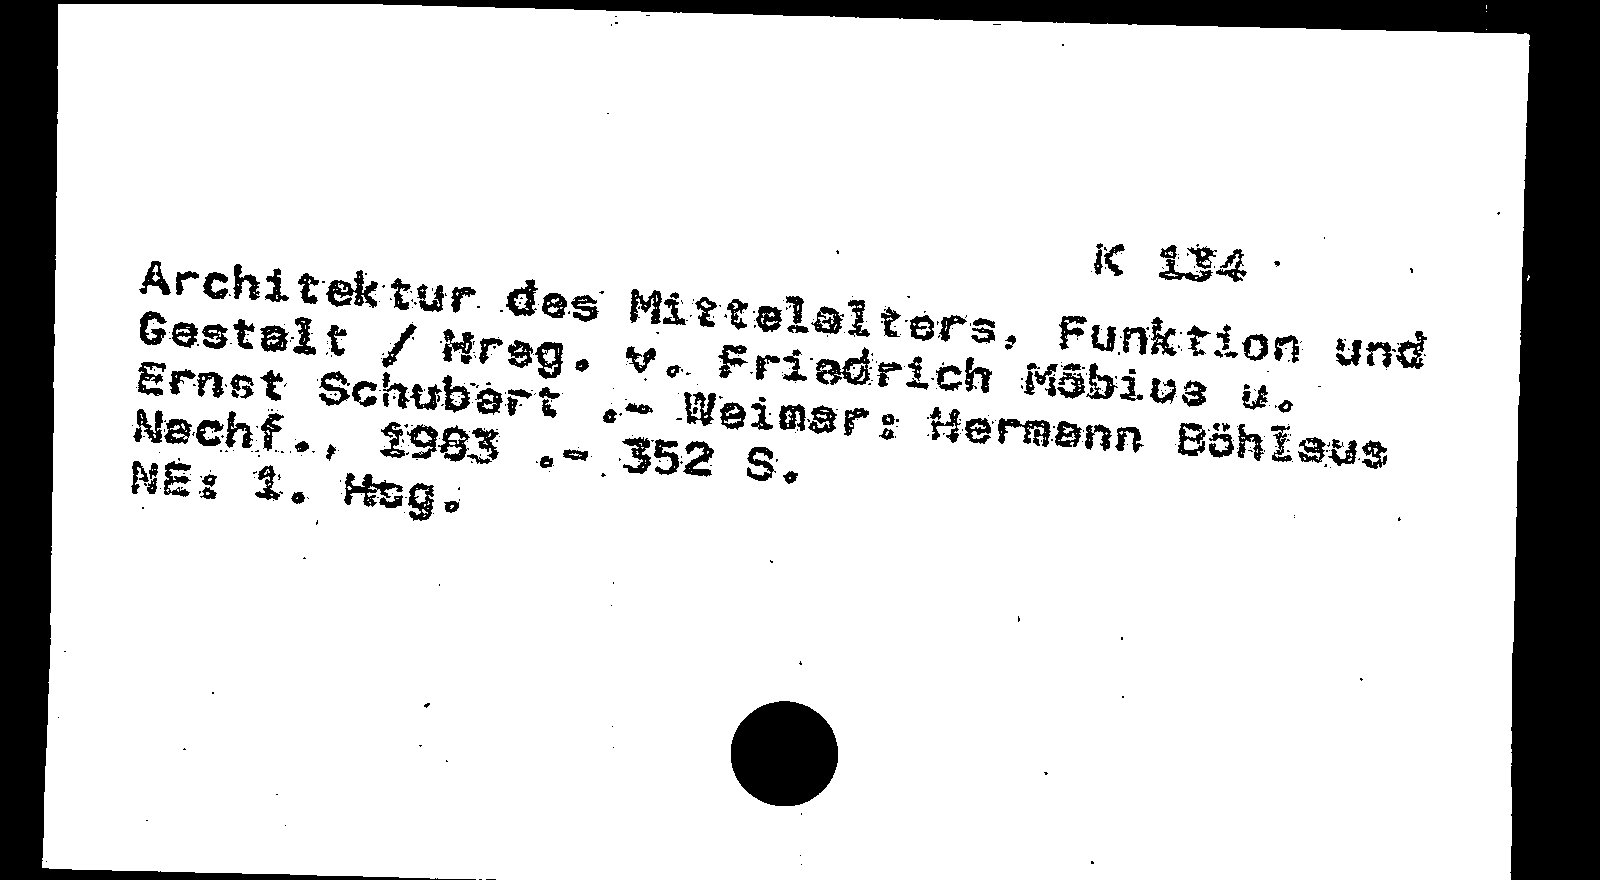 K 134
Architektur des Mittelalters, Funktion und
Gestalt / Hrsg. v. Friedrich Möbius u.
Ernst Schubert .- Weimar: Hermann Böhlaus
Nachf., 1983 .- 352 S.
NE: 1. Hsg.